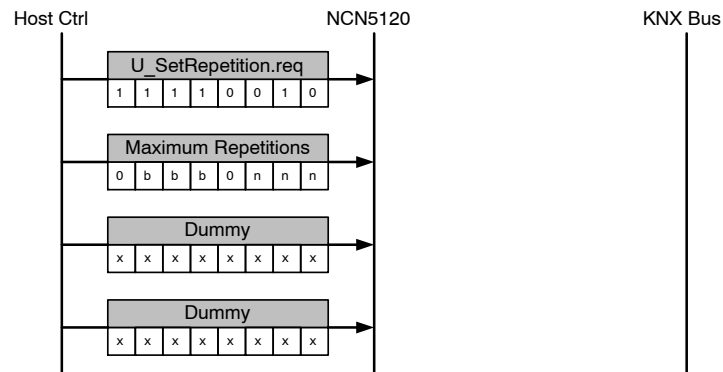 Host Ctrl NCN5120 KNX Bus
U_SetRepetition.req
1 1 1 1 0 0 1 0
Maximum Repetitions
0 b b b 0 n n n
Dummy
x x x x x x x x
Dummy
x x x x x x x x